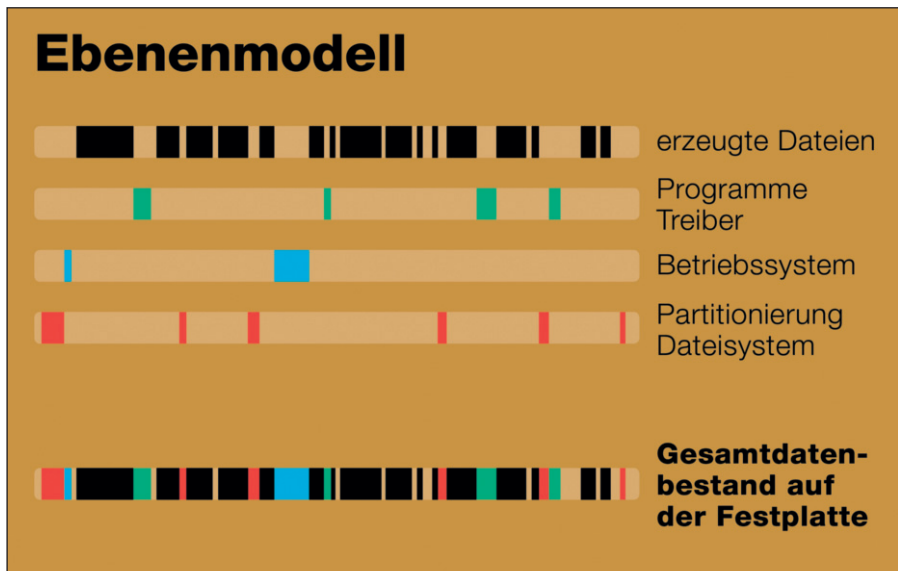 Ebenenmodell
erzeugte Dateien
Programme
Treiber
Betriebssystem
Partitionierung
Dateisystem
Gesamtdaten-
bestand auf
der Festplatte